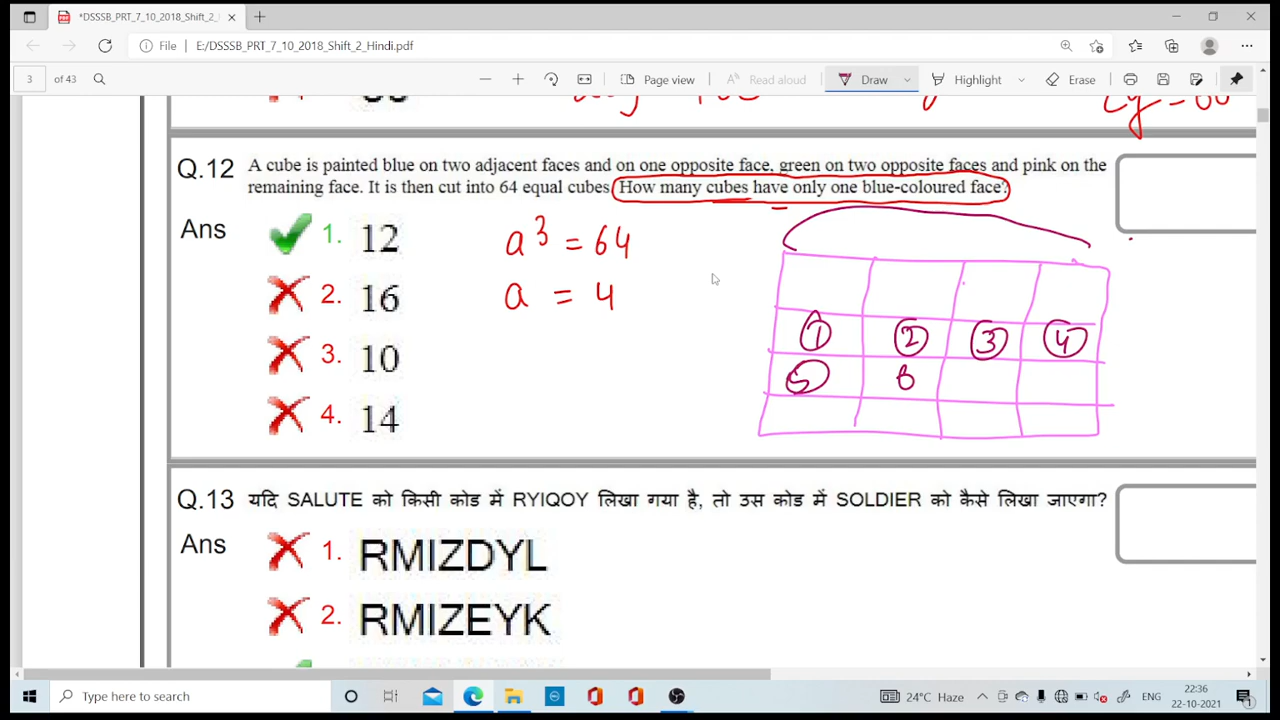 *DSSSB_PRT_7_10_2018_Shift_2_
File E:/DSSSB_PRT_7_10_2018_Shift_2_Hindi.pdf
3 of 43 Page view Read aloud Draw Highlight Erase
Q.12 A cube is painted blue on two adjacent faces and on one opposite face, green on two opposite faces and pink on the
remaining face. It is then cut into 64 equal cubes. How many cubes have only one blue-coloured face?
Ans 1. 12
2. 16
3. 10
4. 14
a³ = 64
a = 4
1 2 3 4
5
Q.13 यदि SALUTE को किसी कोड में RYIQOY लिखा गया है, तो उस कोड में SOLDIER को कैसे लिखा जाएगा?
Ans 1. RMIZDYL
2. RMIZEYK
Type here to search
24°C Haze ENG 22:36
22-10-2021